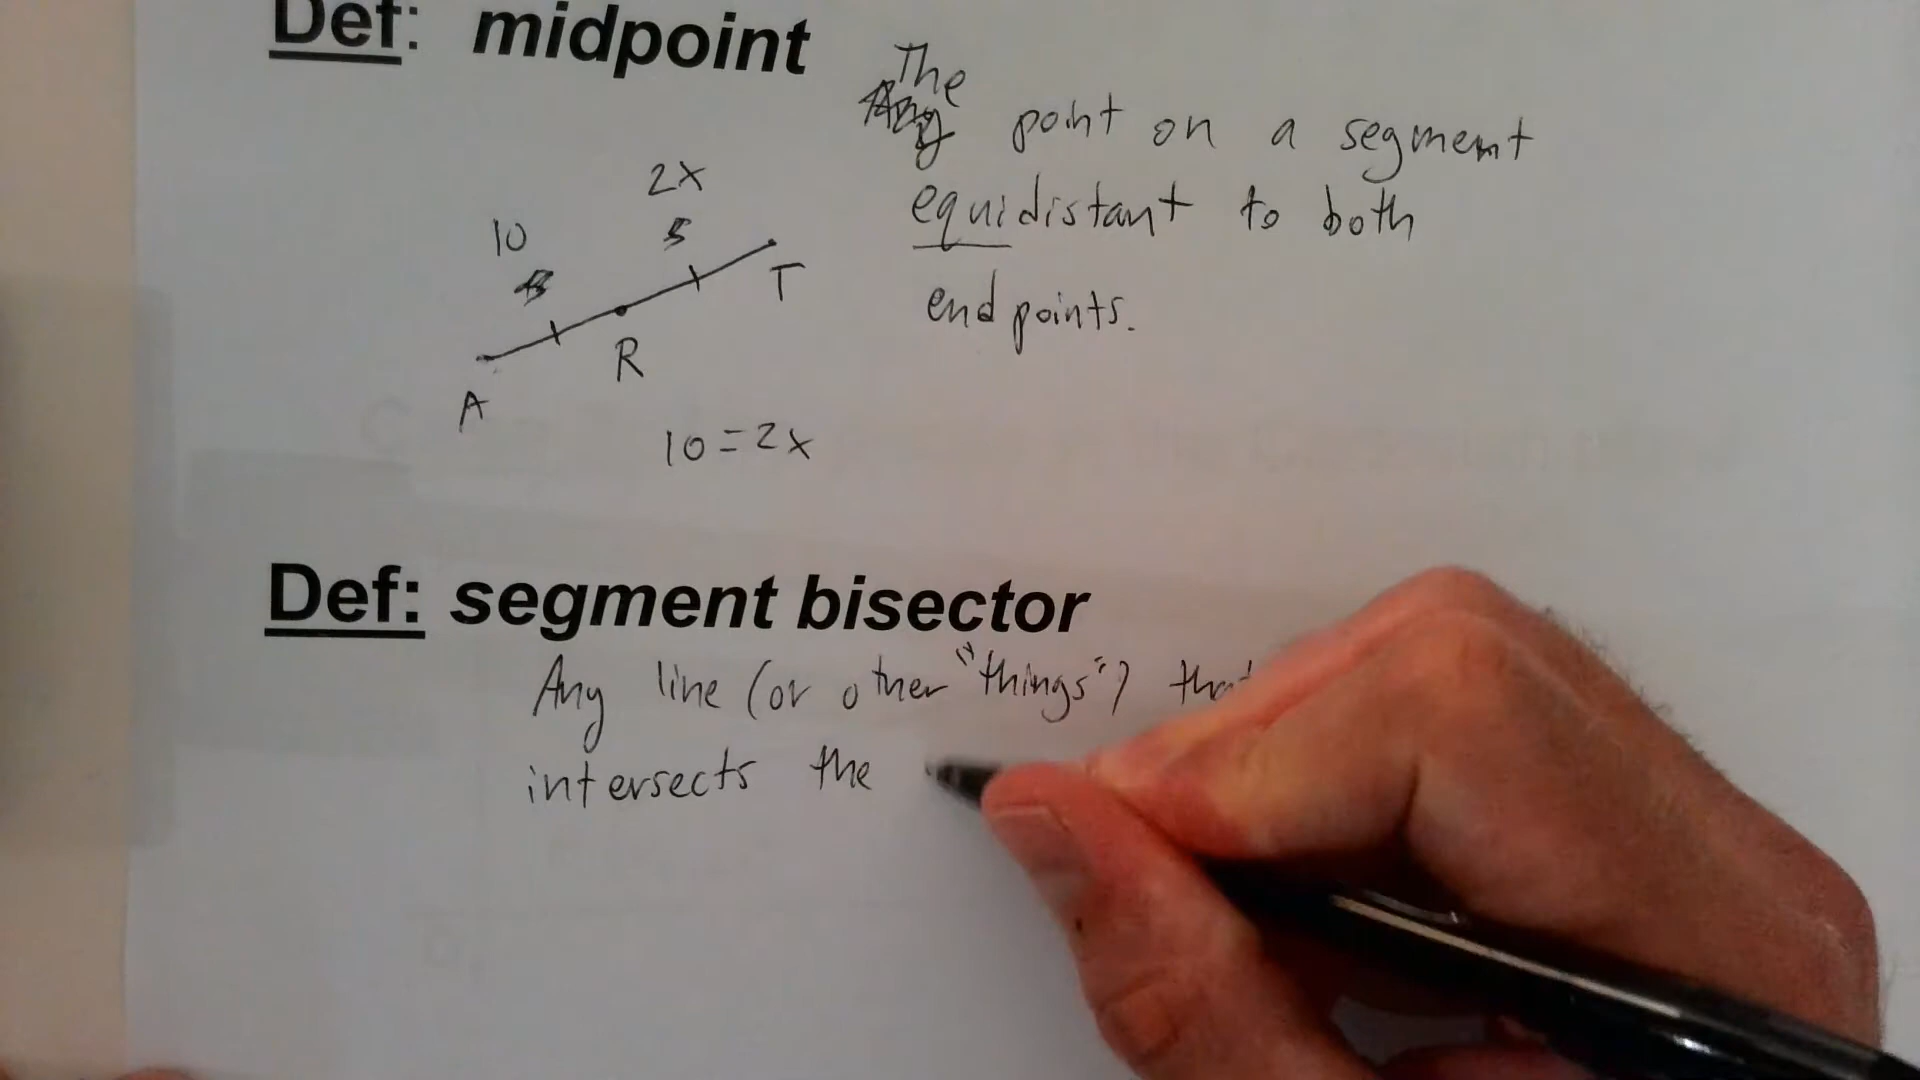 Def: midpoint
The
Any point on a segment
equidistant to both
endpoints.
2x
10
5
T
R
A
10=2x
Def: segment bisector
Any line (or other "things") that
intersects the